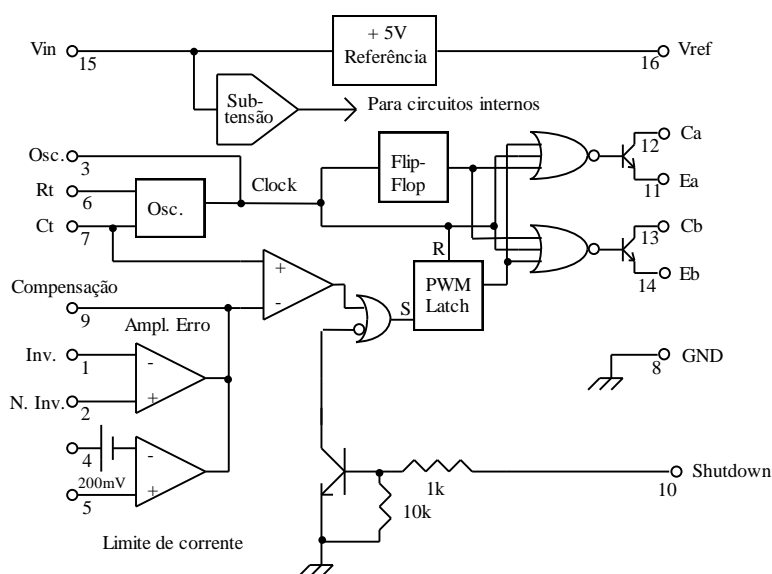 + 5V
Vin
Referência
Vref
15
16
Sub-
tensão
Para circuitos internos
Ca
12
Osc.
3
Flip-
Flop
Clock
Rt
6
Osc.
11
Ea
Ct
7
Cb
13
R
+
PWM
Latch
Eb
14
Compensação
9
-
S
Ampl. Erro
Inv.
1
-
GND
8
N. Inv.
2
+
4
-
200mV
5
+
Shutdown
10
1k
10k
Limite de corrente